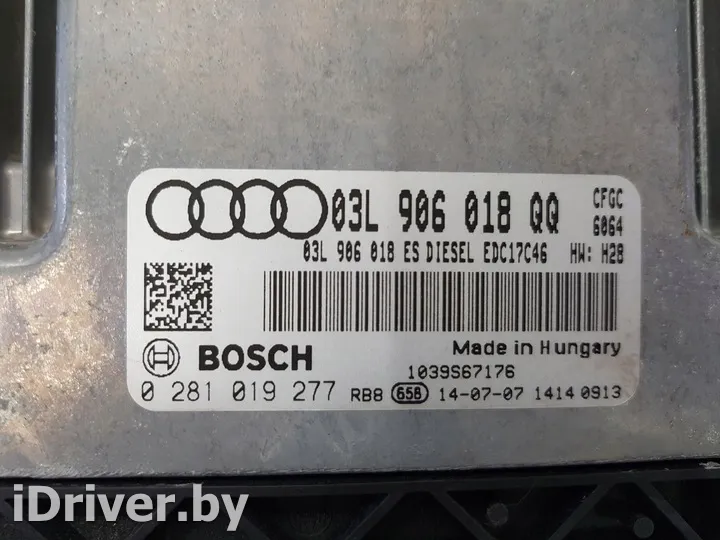 03L 906 018 QQ CFGC
6064
03L 906 018 ES DIESEL EDC17C46 HW: H28
BOSCH Made in Hungary
1039S67176
0 281 019 277 RB8 658 14-07-07 1414 0913
iDriver.by